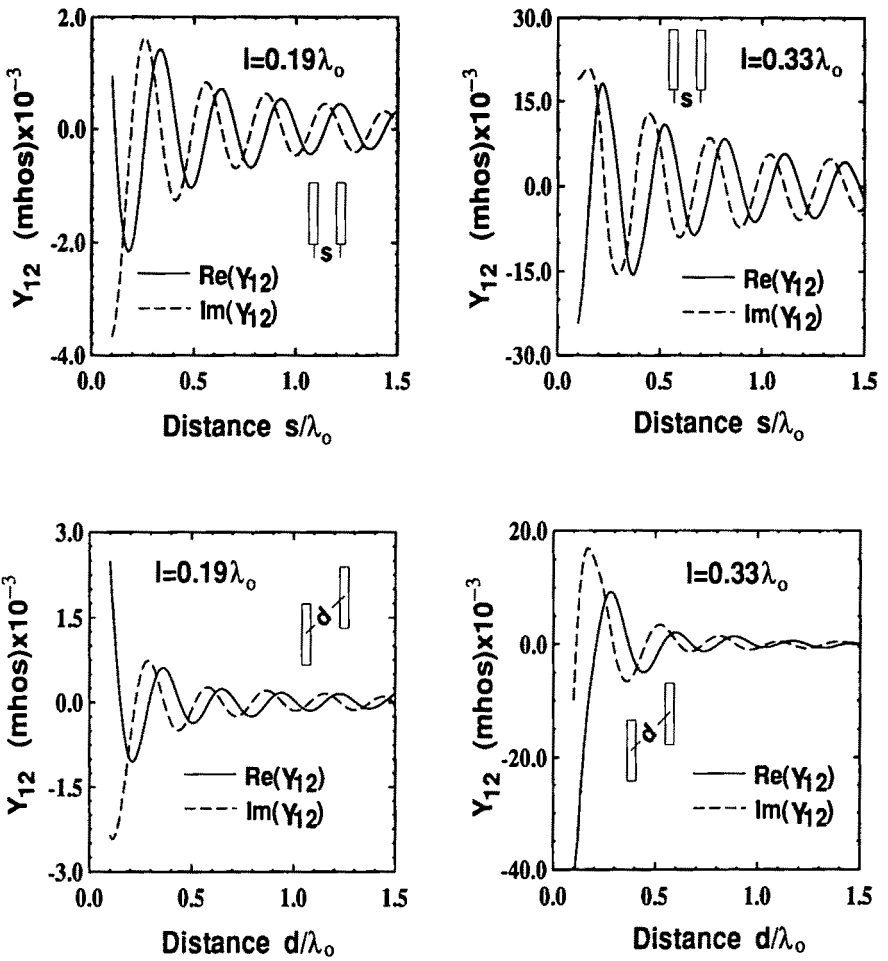 l=0.19λo
Y12 (mhos)x10−3
2.0
0.0
-2.0
-4.0
s
Re(Y12)
Im(Y12)
0.0 0.5 1.0 1.5
Distance s/λo
l=0.33λo
Y12 (mhos)x10−3
30.0
15.0
0.0
-15.0
-30.0
s
Re(Y12)
Im(Y12)
0.0 0.5 1.0 1.5
Distance s/λo
l=0.19λo
Y12 (mhos)x10−3
3.0
1.5
0.0
-1.5
-3.0
d
Re(Y12)
Im(Y12)
0.0 0.5 1.0 1.5
Distance d/λo
l=0.33λo
Y12 (mhos)x10−3
20.0
0.0
-20.0
-40.0
d
Re(Y12)
Im(Y12)
0.0 0.5 1.0 1.5
Distance d/λo